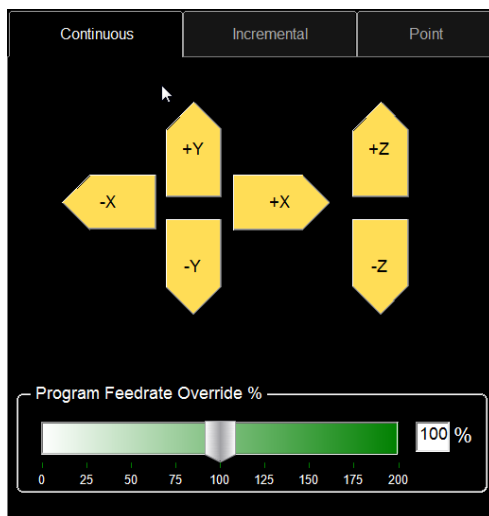 Continuous Incremental Point
+Y +Z
-X +X
-Y -Z
Program Feedrate Override %
100 %
0 25 50 75 100 125 150 175 200